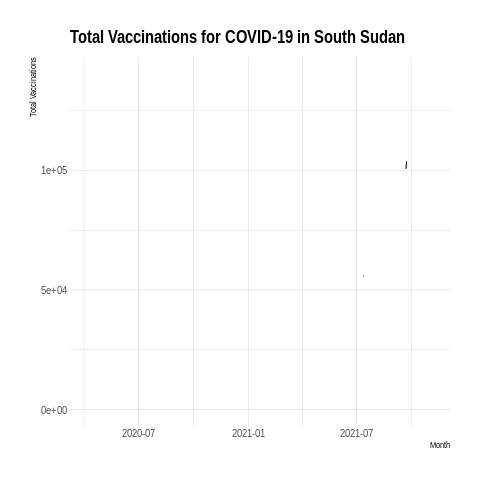 Total Vaccinations for COVID-19 in South Sudan
Total Vaccinations
1e+05
5e+04
0e+00
2020-07 2021-01 2021-07
Month